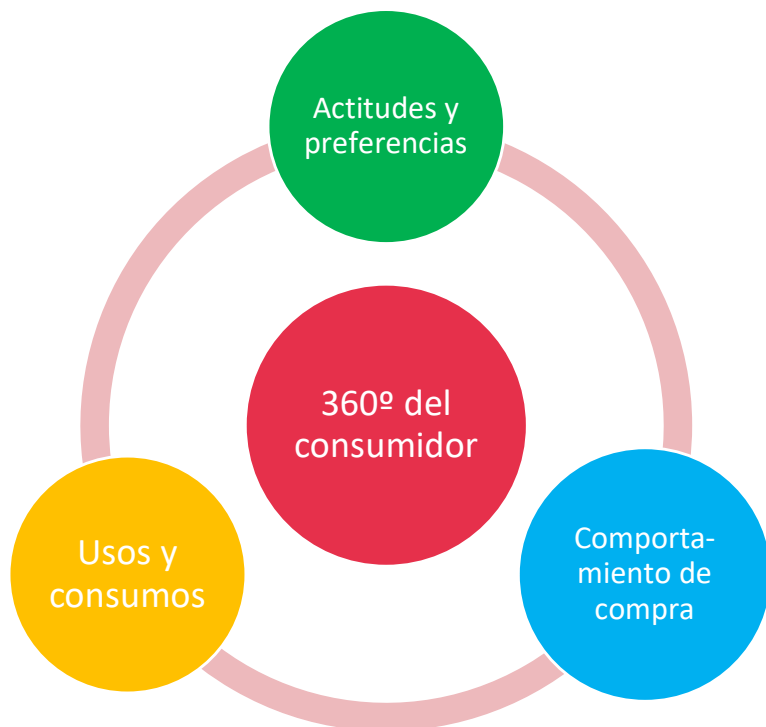 Actitudes y
preferencias
360º del
consumidor
Usos y
consumos
Comporta-
miento de
compra